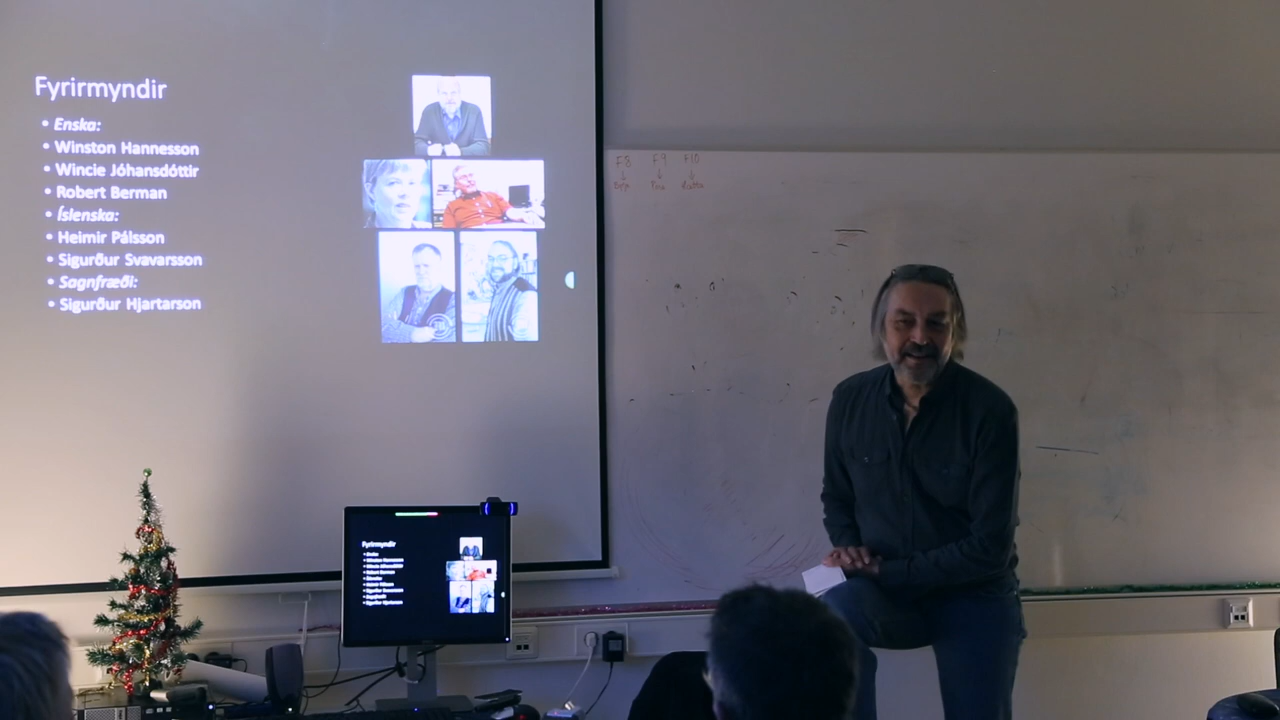 Fyrirmyndir
• Enska:
• Winston Hannesson
• Wincie Jóhansdóttir
• Robert Berman
• Íslenska:
• Heimir Pálsson
• Sigurður Svavarsson
• Sagnfræði:
• Sigurður Hjartarson
F8 F9 F10
↓ ↓ ↓
Fyrirmyndir